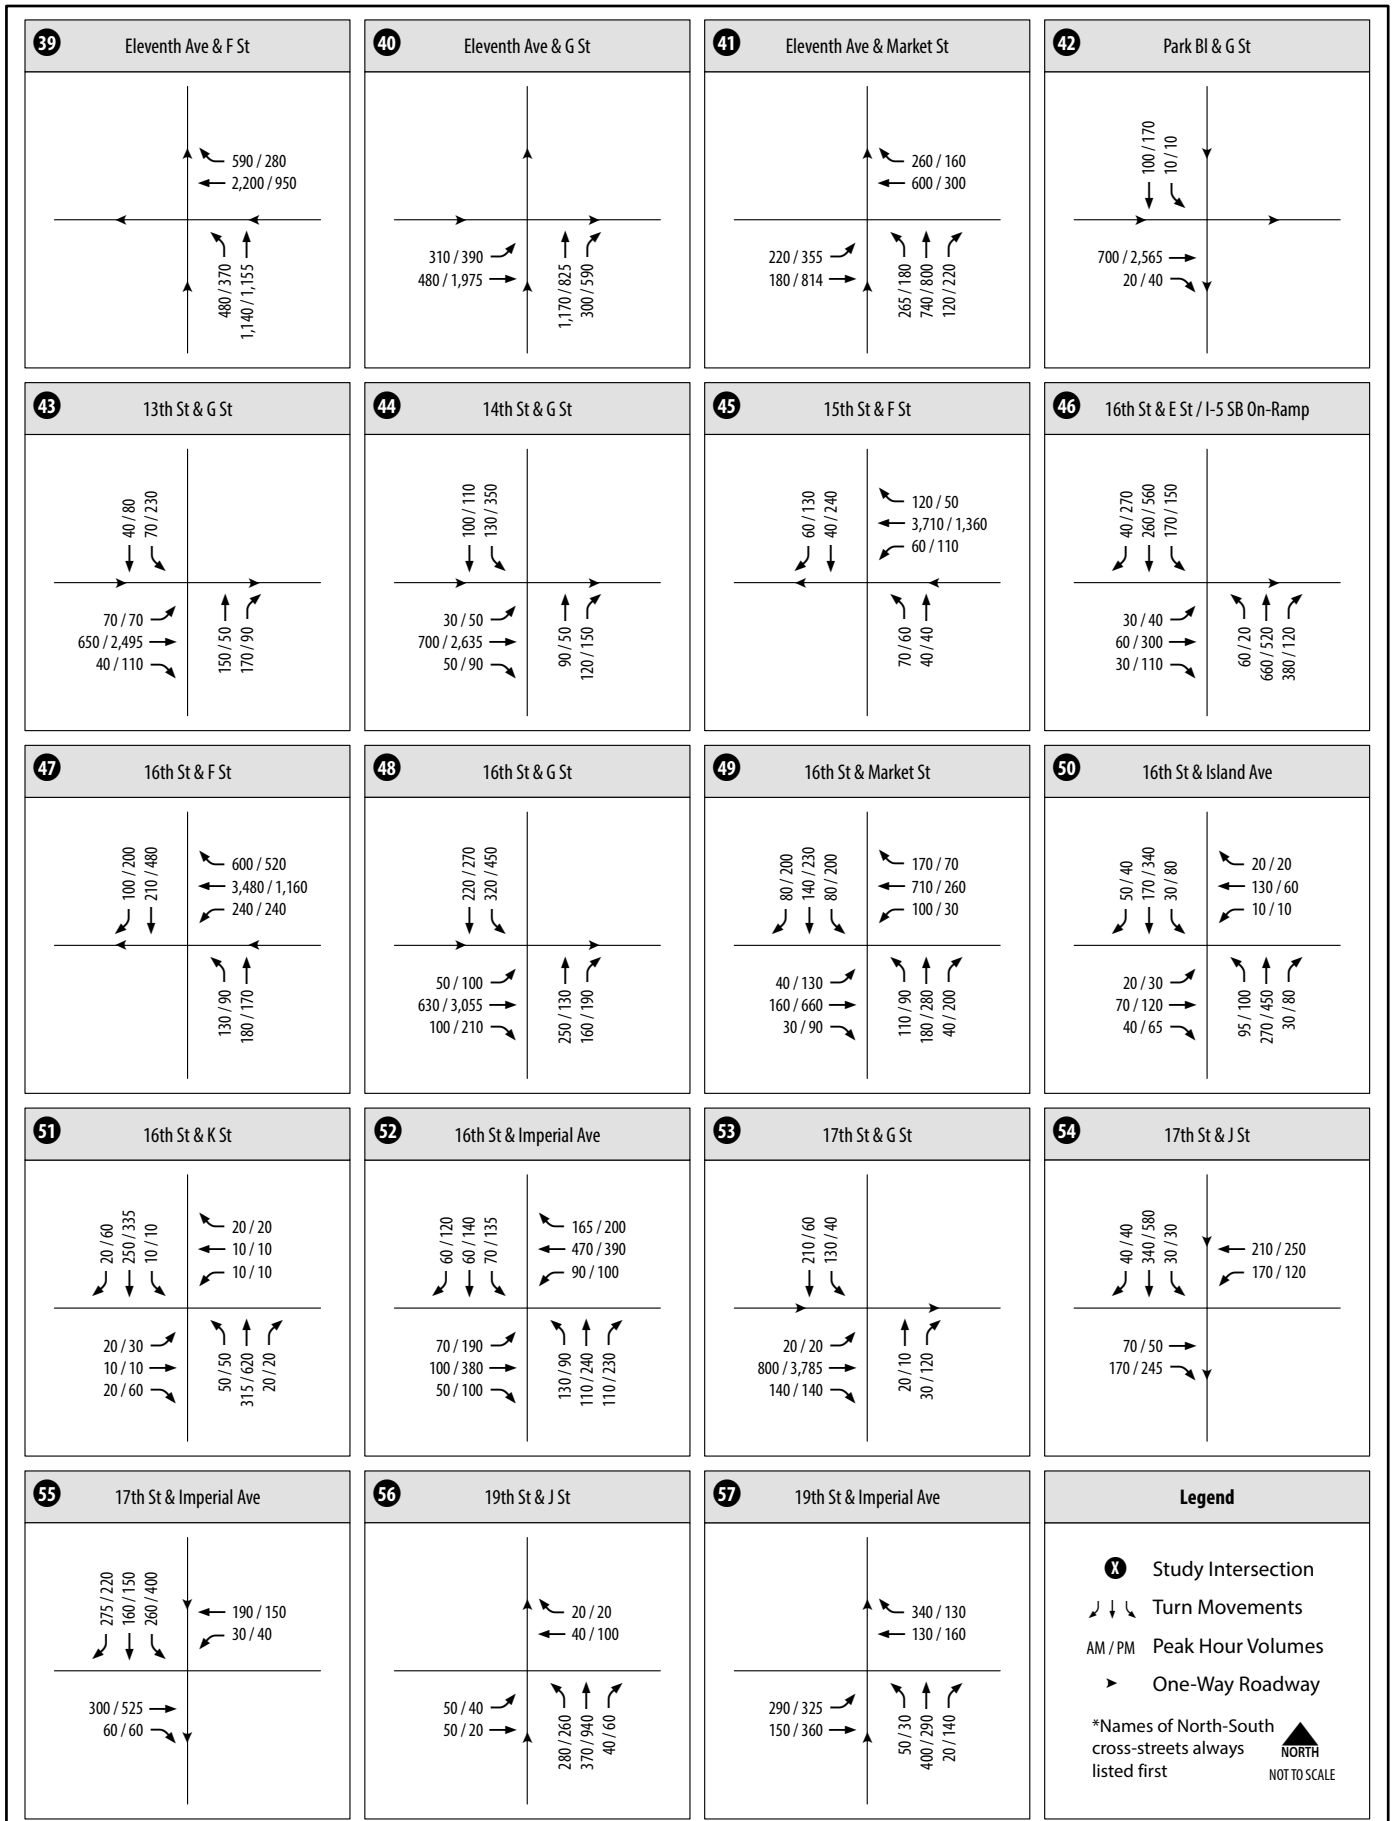 39 Eleventh Ave & F St
590 / 280
2,200 / 950
480 / 370
1,140 / 1,155
40 Eleventh Ave & G St
310 / 390
480 / 1,975
1,170 / 825
300 / 590
41 Eleventh Ave & Market St
260 / 160
600 / 300
220 / 355
180 / 814
265 / 180
740 / 800
120 / 220
42 Park Bl & G St
100 / 170
10 / 10
700 / 2,565
20 / 40
43 13th St & G St
40 / 80
70 / 230
70 / 70
650 / 2,495
40 / 110
150 / 50
170 / 90
44 14th St & G St
100 / 110
130 / 350
30 / 50
700 / 2,635
50 / 90
90 / 50
120 / 150
45 15th St & F St
60 / 130
40 / 240
120 / 50
3,710 / 1,360
60 / 110
70 / 60
40 / 40
46 16th St & E St / I-5 SB On-Ramp
40 / 270
260 / 560
170 / 150
30 / 40
60 / 300
30 / 110
60 / 20
660 / 520
380 / 120
47 16th St & F St
100 / 200
210 / 480
600 / 520
3,480 / 1,160
240 / 240
130 / 90
180 / 170
48 16th St & G St
220 / 270
320 / 450
50 / 100
630 / 3,055
100 / 210
250 / 130
160 / 190
49 16th St & Market St
80 / 200
140 / 230
80 / 200
170 / 70
710 / 260
100 / 30
40 / 130
160 / 660
30 / 90
110 / 90
180 / 280
40 / 200
50 16th St & Island Ave
50 / 40
170 / 340
30 / 80
20 / 20
130 / 60
10 / 10
20 / 30
70 / 120
40 / 65
95 / 100
270 / 450
30 / 80
51 16th St & K St
20 / 60
250 / 335
10 / 10
20 / 20
10 / 10
10 / 10
20 / 30
10 / 10
20 / 60
50 / 50
315 / 620
20 / 20
52 16th St & Imperial Ave
60 / 120
60 / 140
70 / 135
165 / 200
470 / 390
90 / 100
70 / 190
100 / 380
50 / 100
130 / 90
110 / 240
110 / 230
53 17th St & G St
210 / 60
130 / 40
20 / 20
800 / 3,785
140 / 140
20 / 10
30 / 120
54 17th St & J St
40 / 40
340 / 580
30 / 30
210 / 250
170 / 120
70 / 50
170 / 245
55 17th St & Imperial Ave
275 / 220
160 / 150
260 / 400
190 / 150
30 / 40
300 / 525
60 / 60
56 19th St & J St
20 / 20
40 / 100
50 / 40
50 / 20
280 / 260
370 / 940
40 / 60
57 19th St & Imperial Ave
340 / 130
130 / 160
290 / 325
150 / 360
50 / 30
400 / 290
20 / 140
Legend
X Study Intersection
Turn Movements
AM / PM Peak Hour Volumes
One-Way Roadway
*Names of North-South
cross-streets always
listed first
NORTH
NOT TO SCALE